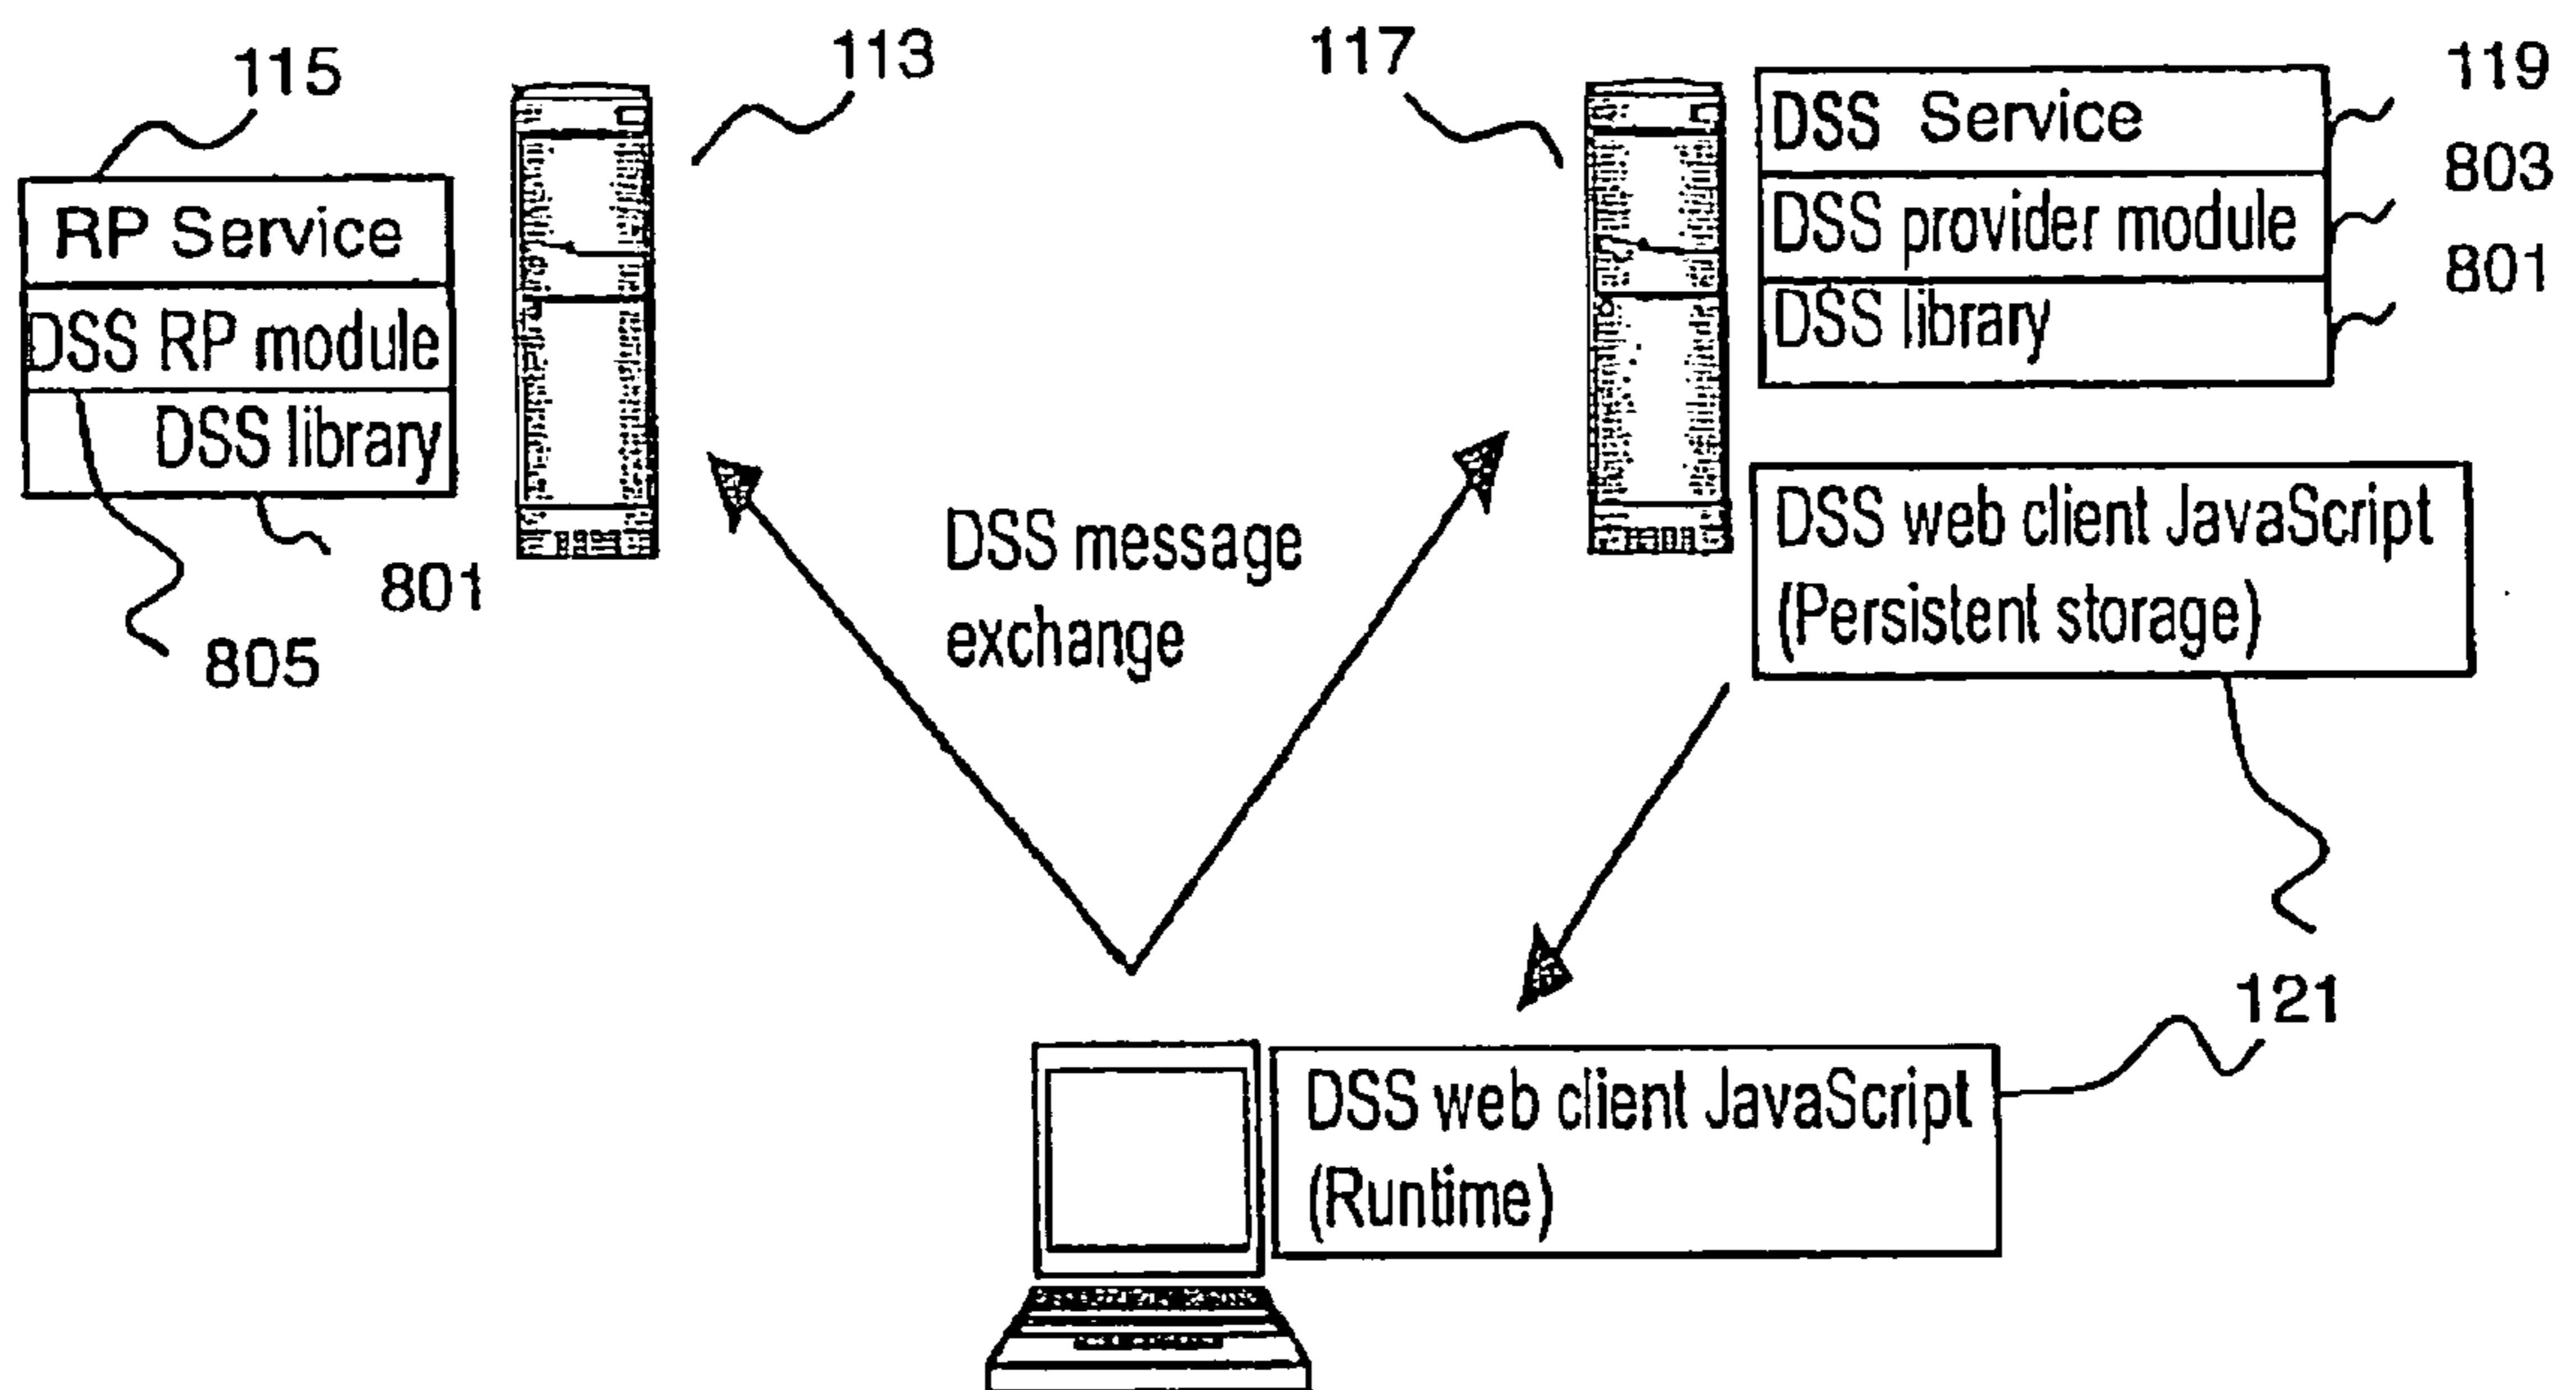 115
113
117
119
803
801
RP Service
DSS RP module
DSS library
801
805
DSS Service
DSS provider module
DSS library
DSS message
exchange
DSS web client JavaScript
(Persistent storage)
121
DSS web client JavaScript
(Runtime)